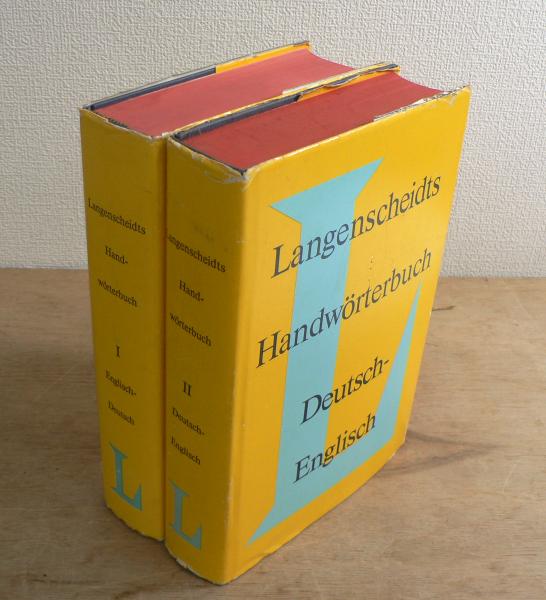 Langenscheidts
Hand-
wörterbuch
I
Englisch-
Deutsch
L
Langenscheidts
Hand-
wörterbuch
II
Deutsch-
Englisch
L
L
Langenscheidts
Handwörterbuch
Deutsch-
Englisch